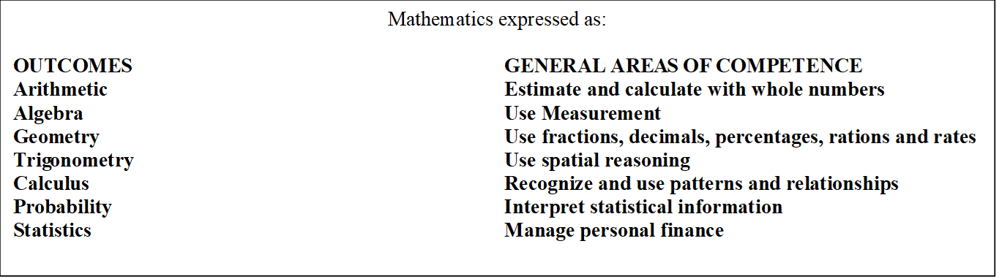 Mathematics expressed as:
OUTCOMES GENERAL AREAS OF COMPETENCE
Arithmetic Estimate and calculate with whole numbers
Algebra Use Measurement
Geometry Use fractions, decimals, percentages, rations and rates
Trigonometry Use spatial reasoning
Calculus Recognize and use patterns and relationships
Probability Interpret statistical information
Statistics Manage personal finance